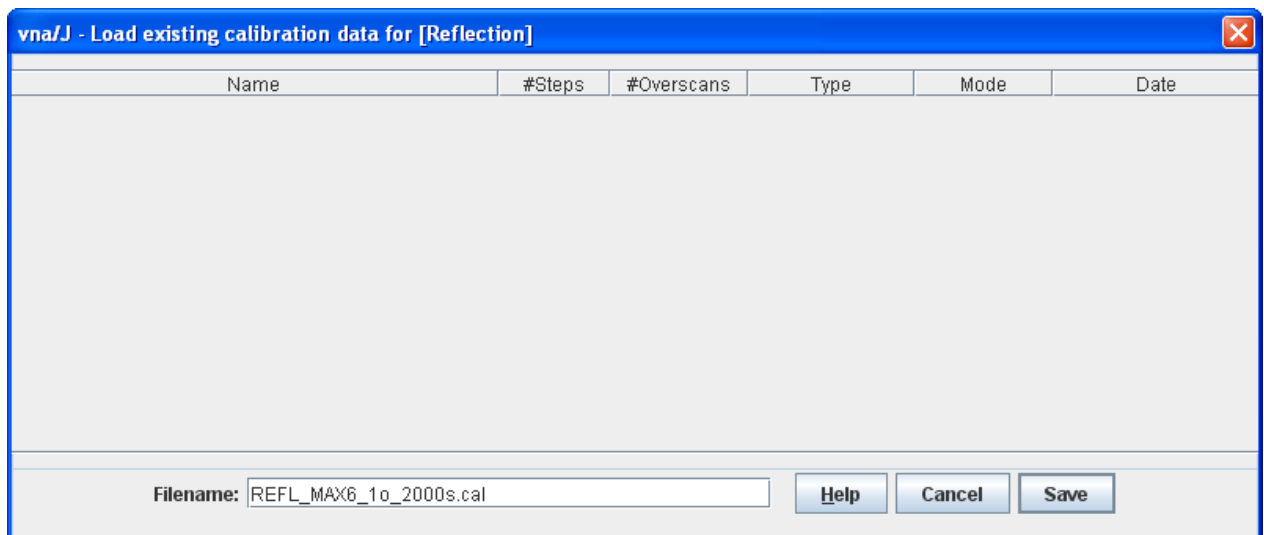 vna/J - Load existing calibration data for [Reflection]
Name #Steps #Overscans Type Mode Date
Filename: REFL_MAX6_1o_2000s.cal Help Cancel Save